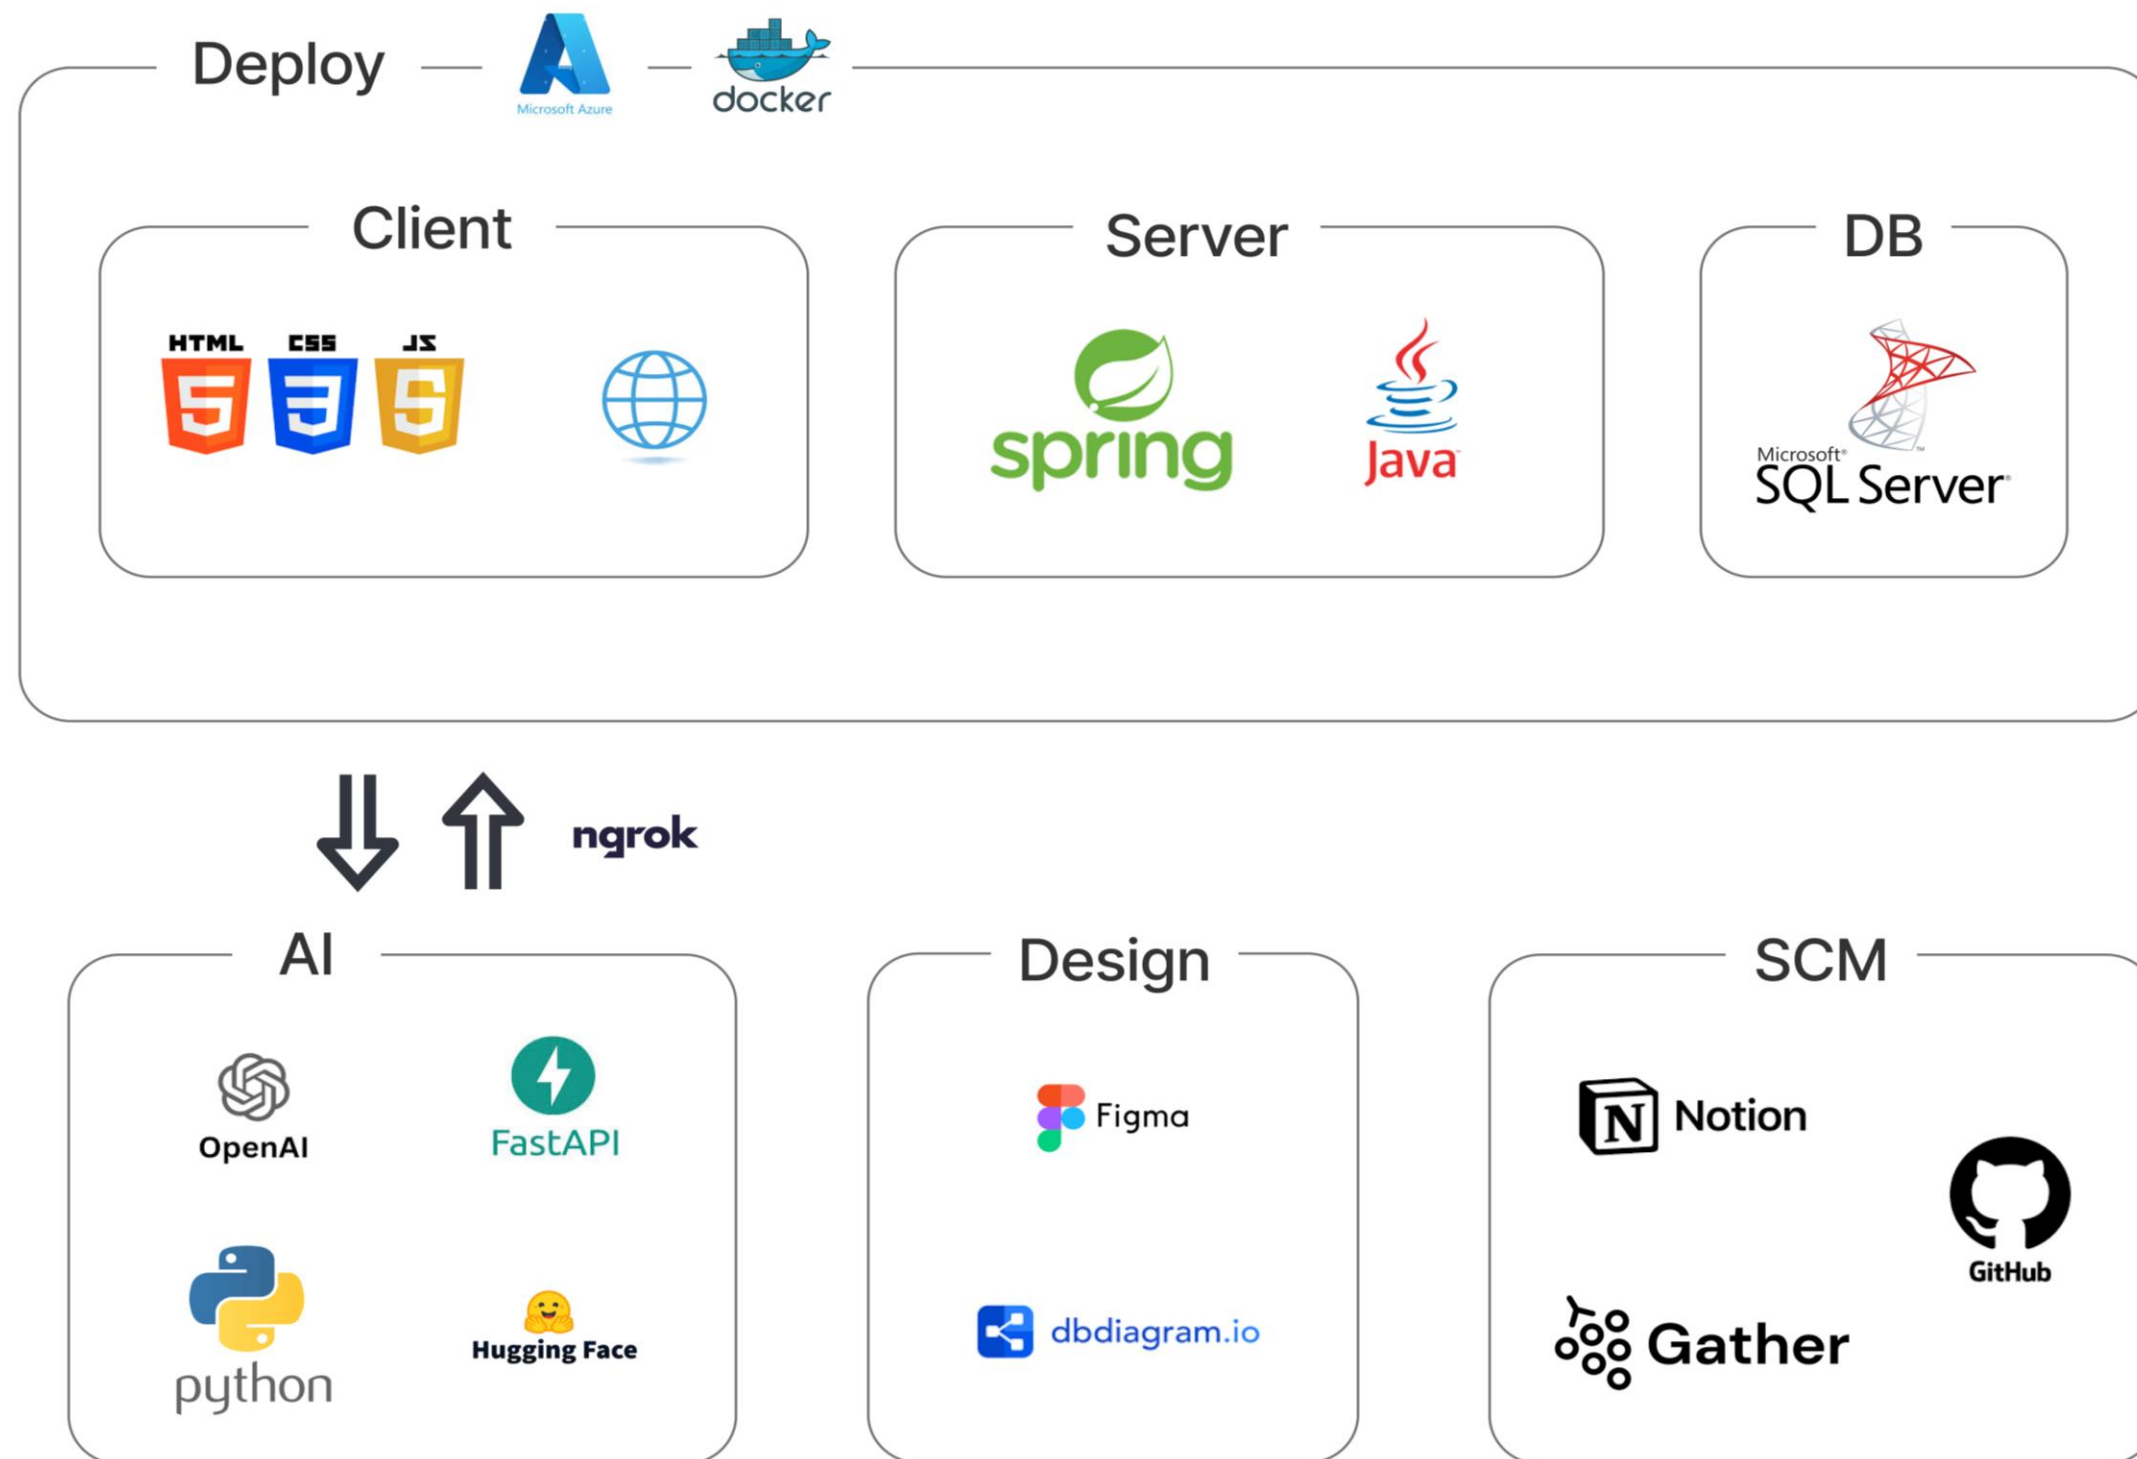 Deploy
Microsoft Azure
docker
Client
HTML CSS JS
Server
spring
Java
DB
Microsoft®
SQL Server®
ngrok
AI
OpenAI
FastAPI
python
Hugging Face
Design
Figma
dbdiagram.io
SCM
Notion
GitHub
Gather